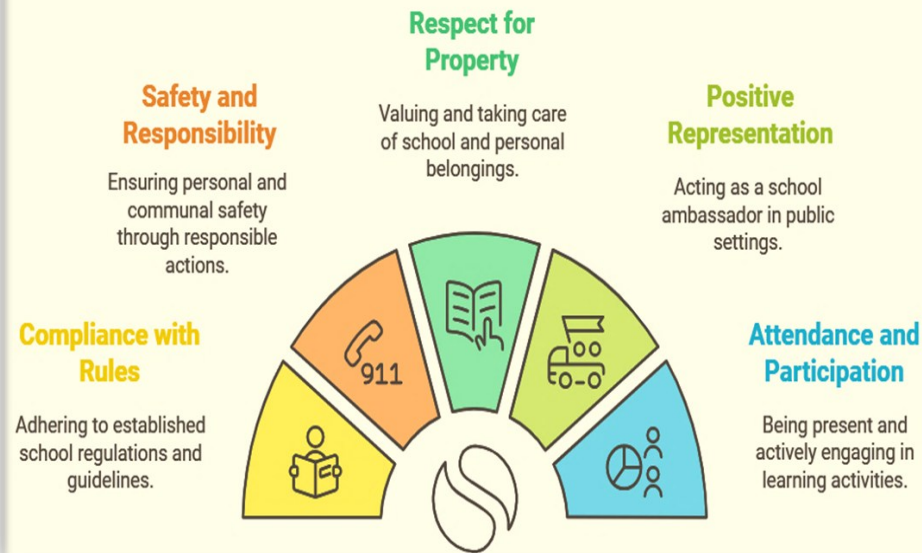 Respect for
Property
Valuing and taking care
of school and personal
belongings.
Safety and
Responsibility
Ensuring personal and
communal safety
through responsible
actions.
Positive
Representation
Acting as a school
ambassador in public
settings.
Compliance with
Rules
Adhering to established
school regulations and
guidelines.
911
Attendance and
Participation
Being present and
actively engaging in
learning activities.